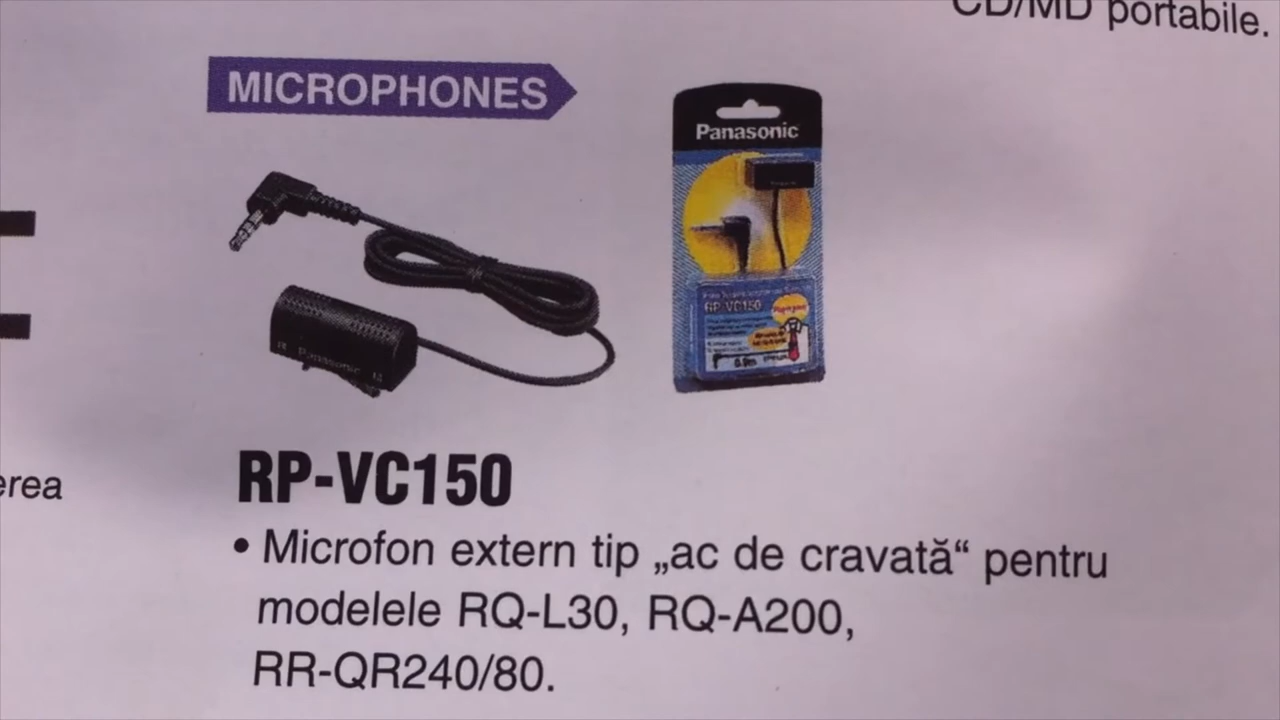 CD/MD portabile.
MICROPHONES
Panasonic
RP-VC150
Panasonic
erea
RP-VC150
• Microfon extern tip „ac de cravată“ pentru
modelele RQ-L30, RQ-A200,
RR-QR240/80.